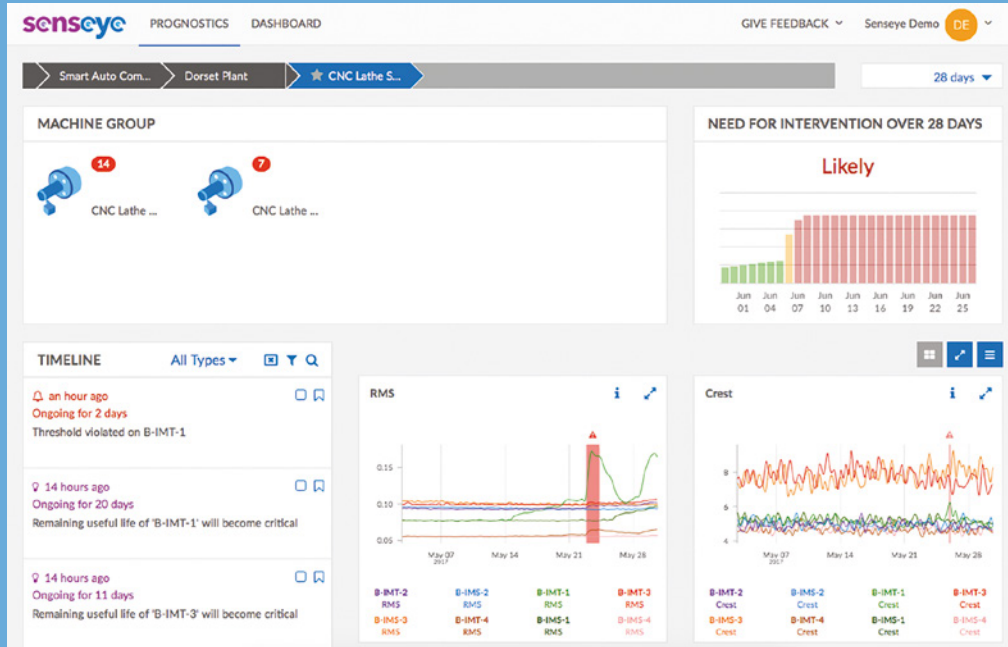 senseye PROGNOSTICS DASHBOARD GIVE FEEDBACK Senseye Demo DE
Smart Auto Com... Dorset Plant CNC Lathe S... 28 days
MACHINE GROUP
14
CNC Lathe ...
7
CNC Lathe ...
NEED FOR INTERVENTION OVER 28 DAYS
Likely
Jun 01 Jun 04 Jun 07 Jun 10 Jun 13 Jun 16 Jun 19 Jun 22 Jun 25
TIMELINE All Types
an hour ago
Ongoing for 2 days
Threshold violated on B-IMT-1
14 hours ago
Ongoing for 20 days
Remaining useful life of 'B-IMT-1' will become critical
14 hours ago
Ongoing for 11 days
Remaining useful life of 'B-IMT-3' will become critical
RMS i
0.15
0.10
0.05
May 07 2017 May 14 May 21 May 28
B-IMT-2 RMS B-IMS-2 RMS B-IMT-1 RMS B-IMT-3 RMS
B-IMS-3 RMS B-IMT-4 RMS B-IMS-1 RMS B-IMS-4 RMS
Crest i
8
6
4
May 07 2017 May 14 May 21 May 28
B-IMT-2 Crest B-IMS-2 Crest B-IMT-1 Crest B-IMT-3 Crest
B-IMS-3 Crest B-IMT-4 Crest B-IMS-1 Crest B-IMS-4 Crest